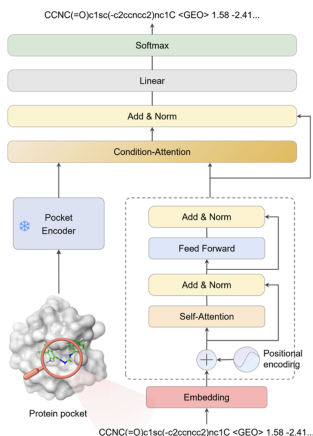 CCNC(=O)c1sc(-c2ccncc2)nc1C <GEO> 1.58 -2.41...
Softmax
Linear
Add & Norm
Condition-Attention
Pocket
Encoder
Add & Norm
Feed Forward
Add & Norm
Self-Attention
Positional
encoding
Embedding
Protein pocket
CCNC(=O)c1sc(-c2ccncc2)nc1C <GEO> 1.58 -2.41...